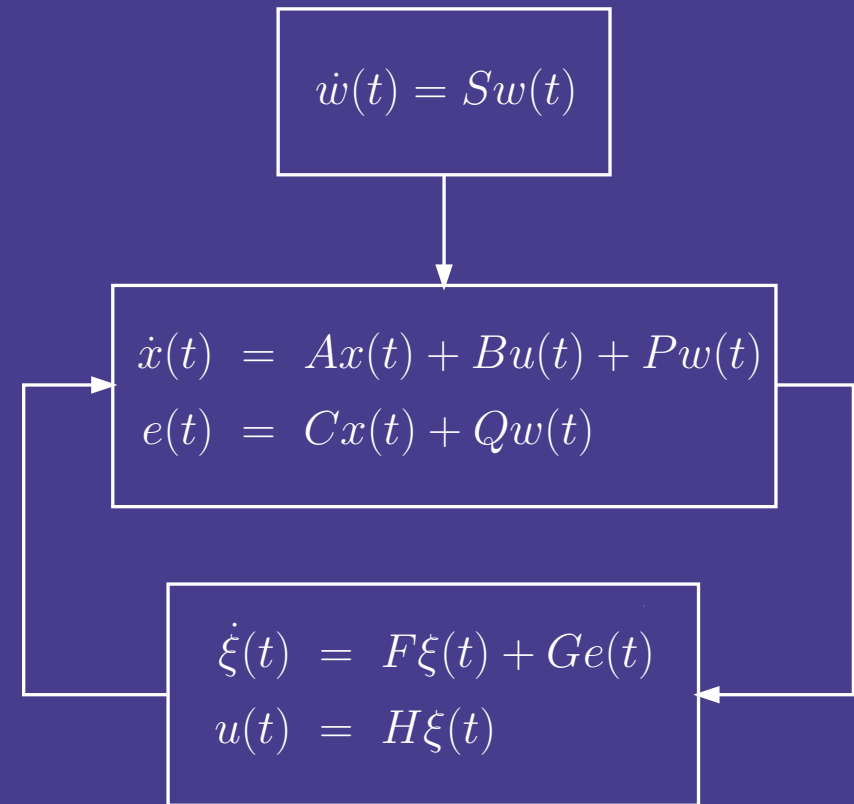 ẇ(t) = Sw(t)
ẋ(t) = Ax(t) + Bu(t) + Pw(t)
e(t) = Cx(t) + Qw(t)
ξ̇(t) = Fξ(t) + Ge(t)
u(t) = Hξ(t)